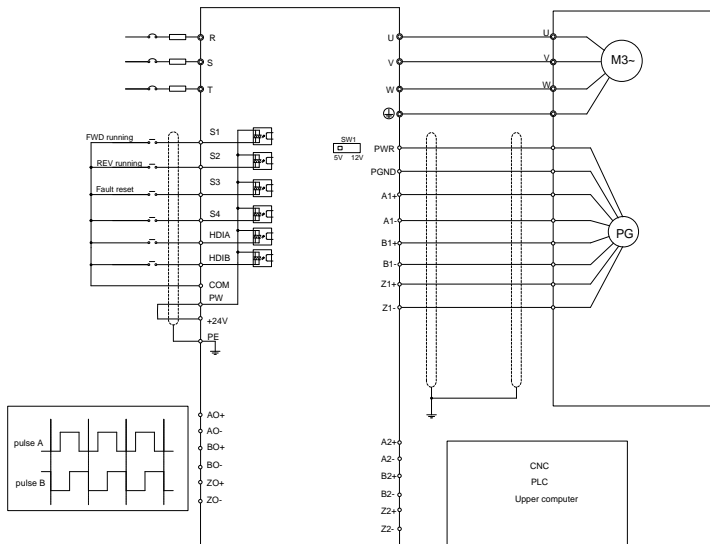 R
S
T
FWD running
S1
REV running
S2
Fault reset
S3
S4
HDIA
HDIB
COM
PW
+24V
PE
U
V
W
SW1
5V 12V
PWR
PGND
A1+
A1-
B1+
B1-
Z1+
Z1-
U
V
W
M3~
PG
pulse A
pulse B
AO+
AO-
BO+
BO-
ZO+
ZO-
A2+
A2-
B2+
B2-
Z2+
Z2-
CNC
PLC
Upper computer